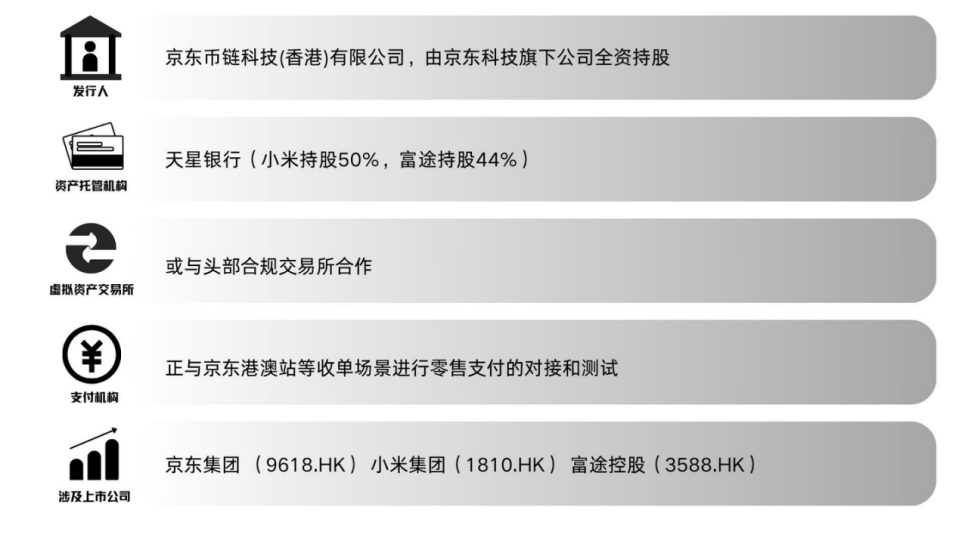 京东币链科技(香港)有限公司，由京东科技旗下公司全资持股
发行人
天星银行（小米持股50%，富途持股44%）
资产托管机构
或与头部合规交易所合作
虚拟资产交易所
正与京东港澳站等收单场景进行零售支付的对接和测试
支付机构
京东集团（9618.HK） 小米集团（1810.HK） 富途控股（3588.HK）
涉及上市公司